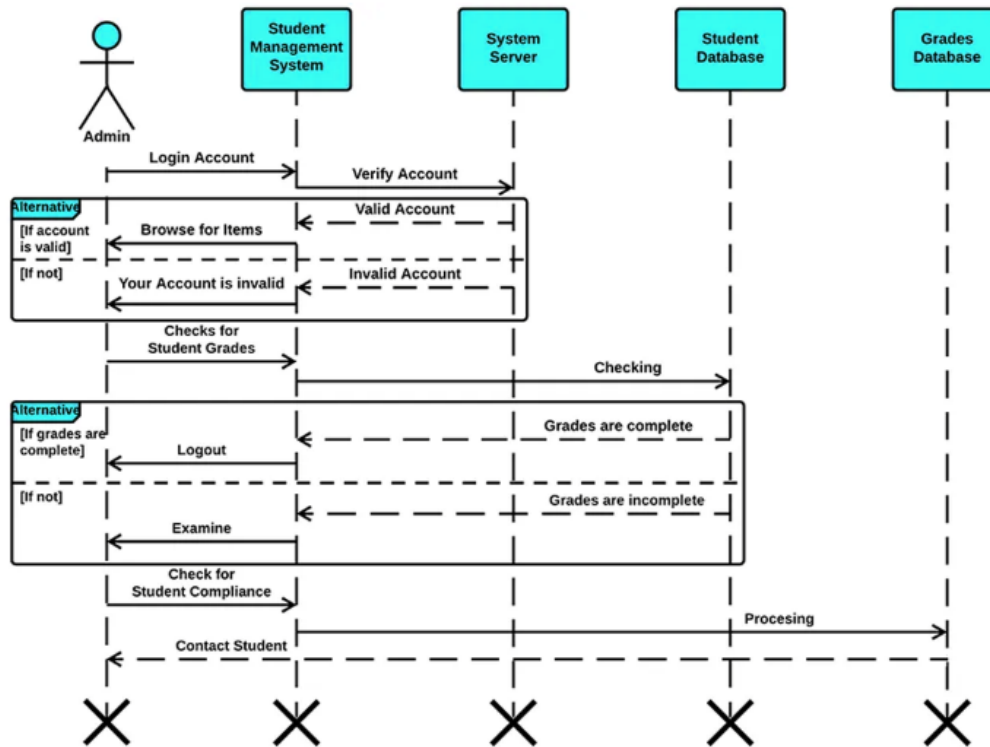 Student
Management
System
System
Server
Student
Database
Grades
Database
Admin
Login Account
Verify Account
Alternative
Valid Account
[If account
is valid]
Browse for Items
[If not]
Invalid Account
Your Account is invalid
Checks for
Student Grades
Checking
Alternative
[If grades are
complete]
Grades are complete
Logout
[If not]
Grades are incomplete
Examine
Check for
Student Compliance
Procesing
Contact Student